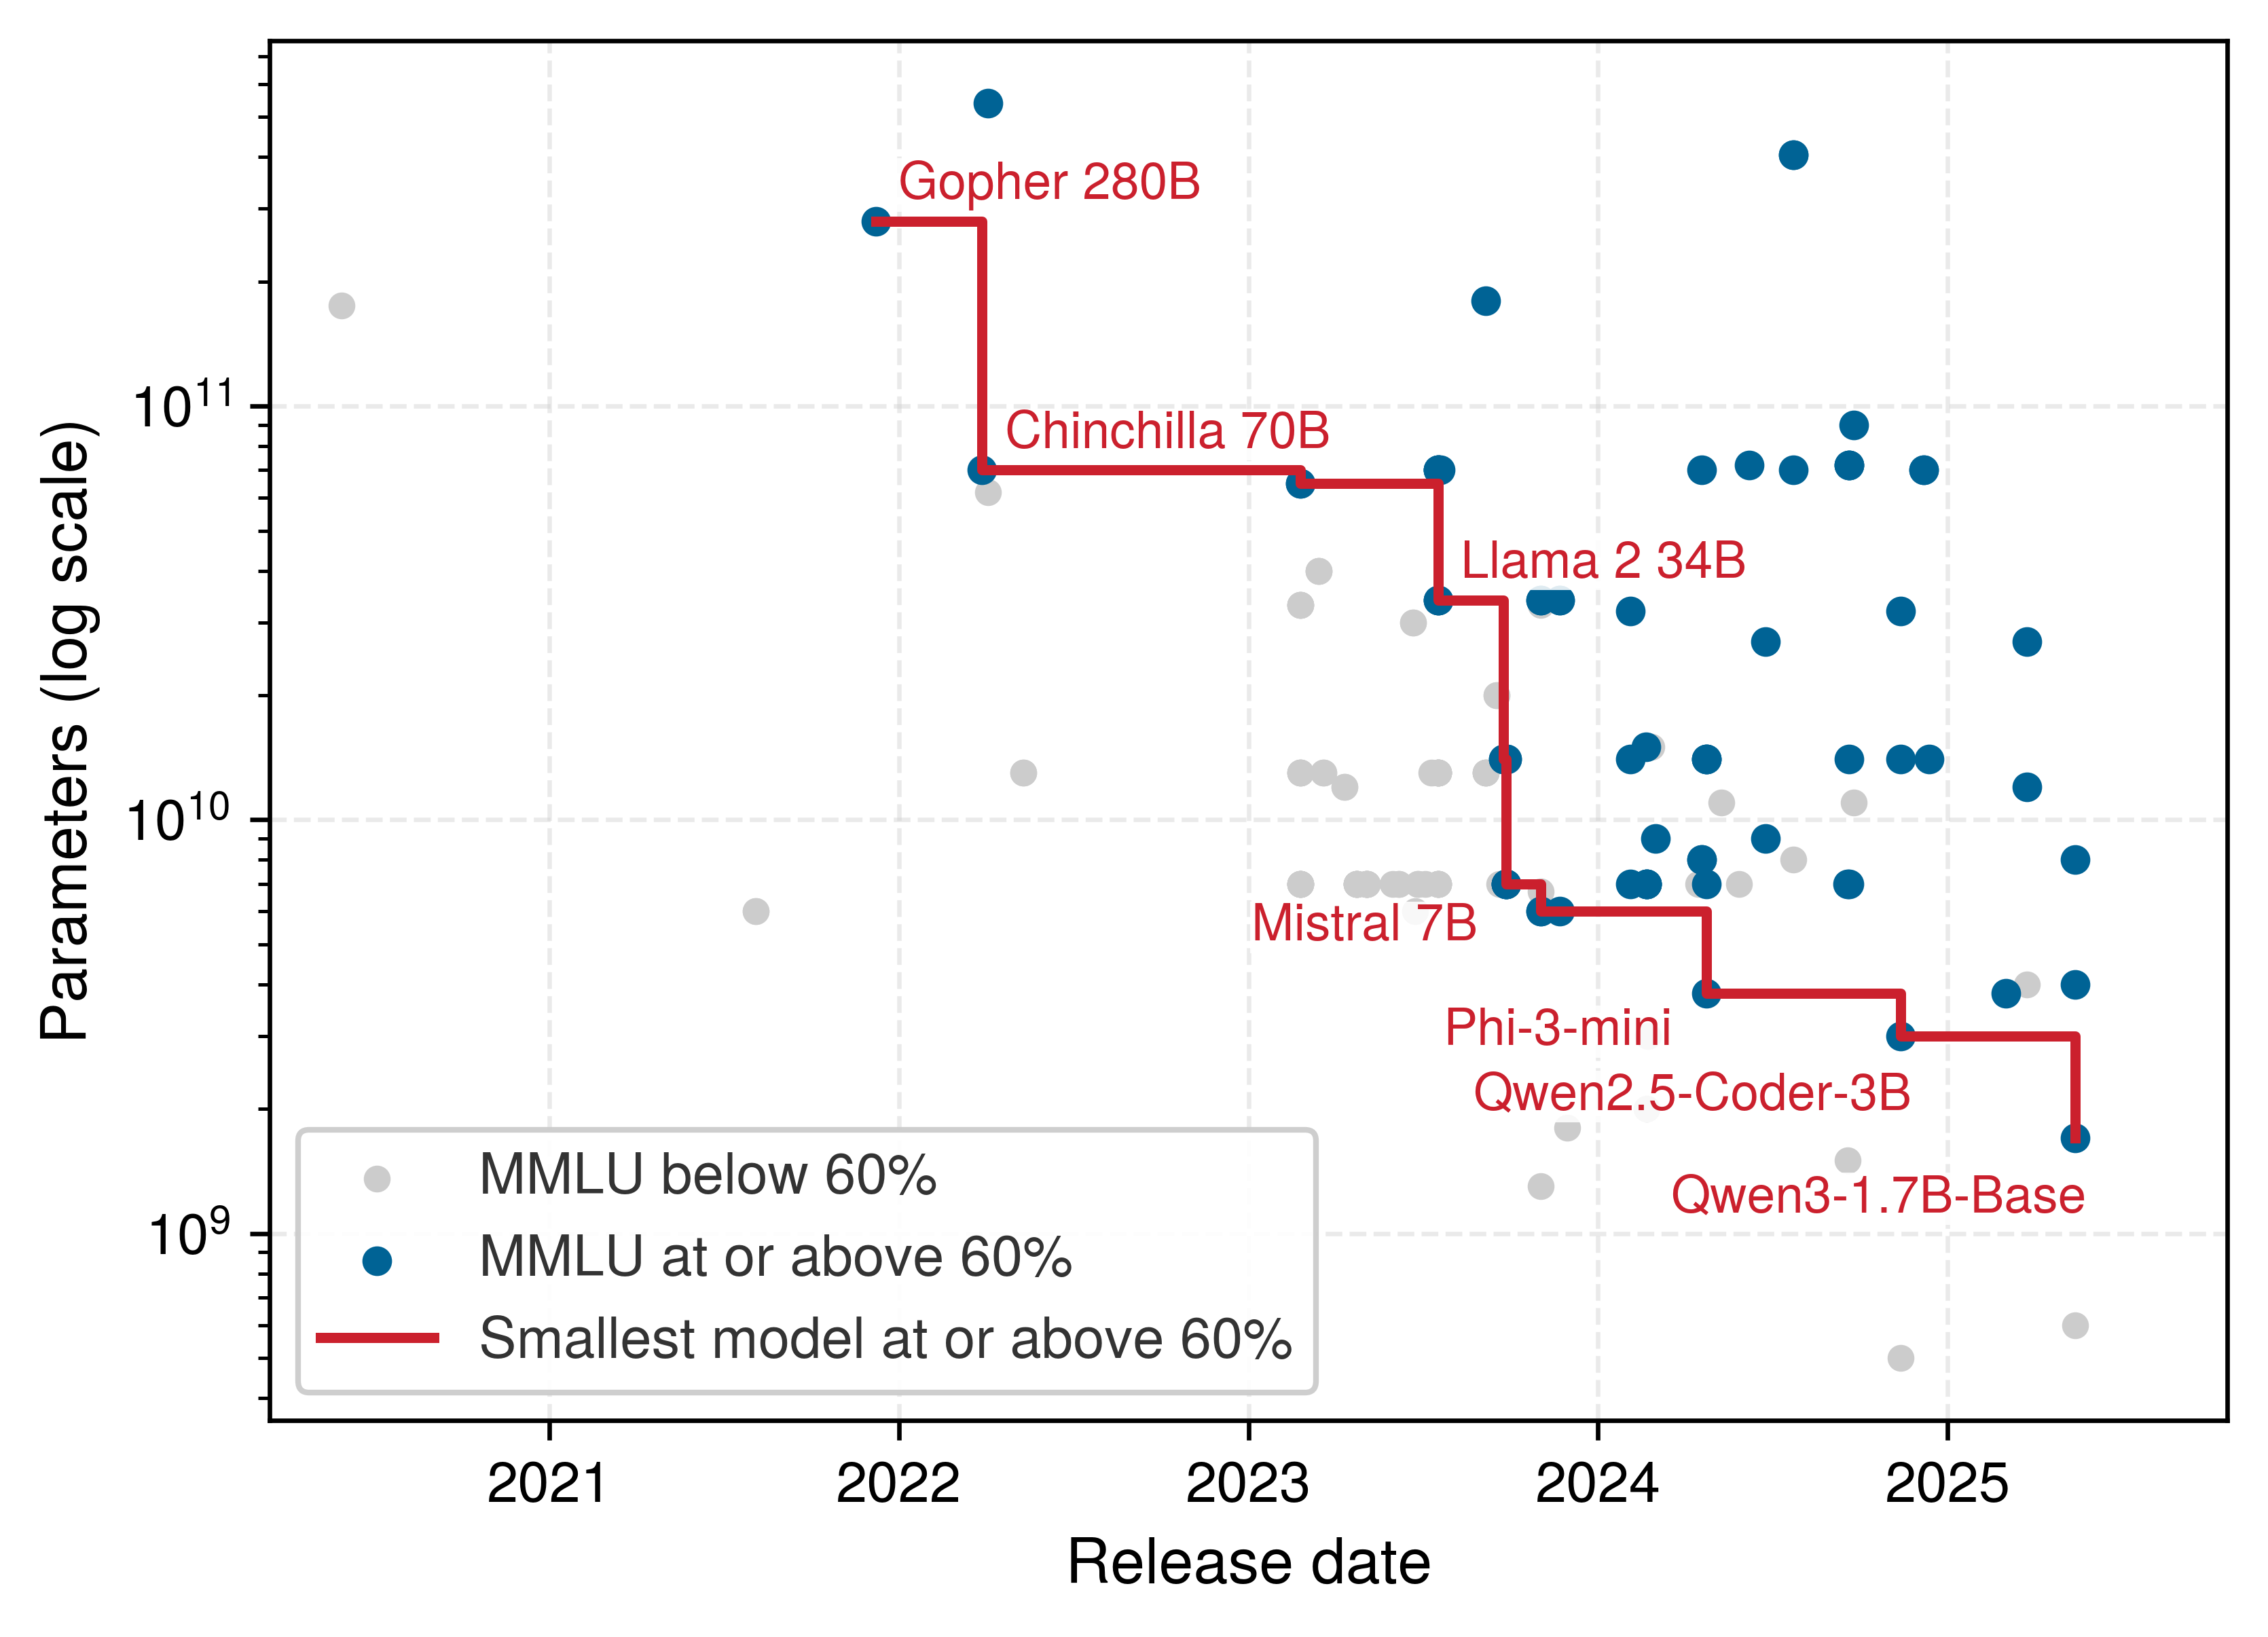 Gopher 280B
10¹¹
Chinchilla 70B
Llama 2 34B
10¹⁰
Mistral 7B
Phi-3-mini
Qwen2.5-Coder-3B
Qwen3-1.7B-Base
10⁹
Parameters (log scale)
MMLU below 60%
MMLU at or above 60%
Smallest model at or above 60%
2021 2022 2023 2024 2025
Release date